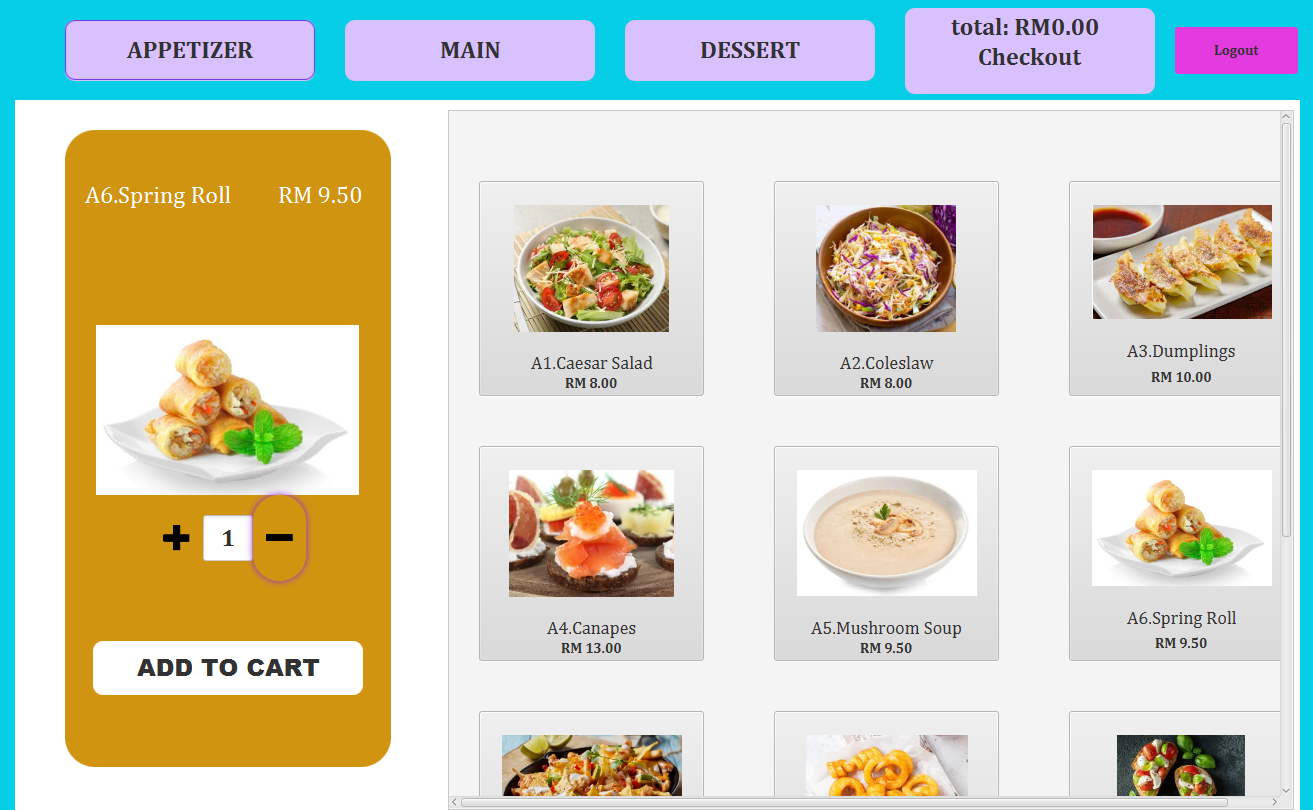 APPETIZER
MAIN
DESSERT
total: RM0.00
Checkout
Logout
A6.Spring Roll RM 9.50
1
ADD TO CART
A1.Caesar Salad
RM 8.00
A2.Coleslaw
RM 8.00
A3.Dumplings
RM 10.00
A4.Canapes
RM 13.00
A5.Mushroom Soup
RM 9.50
A6.Spring Roll
RM 9.50